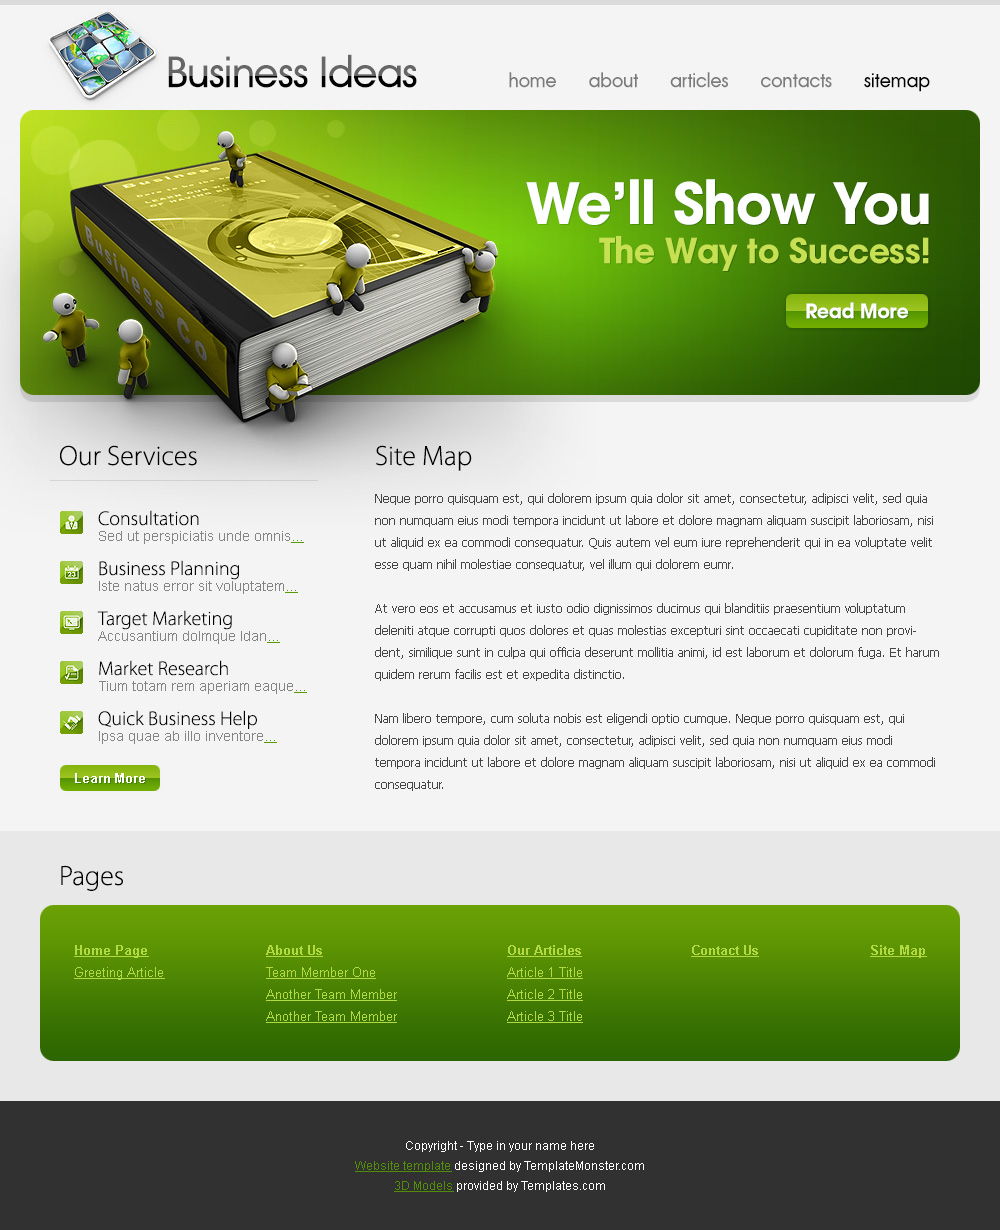 Business Ideas
home about articles contacts sitemap
Business Co
We'll Show You
The Way to Success!
Read More
Our Services
Consultation
Sed ut perspiciatis unde omnis...
Business Planning
Iste natus error sit voluptatem...
Target Marketing
Accusantium dolmque ldan...
Market Research
Tium totam rem aperiam eaque...
Quick Business Help
Ipsa quae ab illo inventore...
Learn More
Site Map
Neque porro quisquam est, qui dolorem ipsum quia dolor sit amet, consectetur, adipisci velit, sed quia
non numquam eius modi tempora incidunt ut labore et dolore magnam aliquam suscipit laboriosam, nisi
ut aliquid ex ea commodi consequatur. Quis autem vel eum iure reprehenderit qui in ea voluptate velit
esse quam nihil molestiae consequatur, vel illum qui dolorem eumr.
At vero eos et accusamus et iusto odio dignissimos ducimus qui blanditiis praesentium voluptatum
deleniti atque corrupti quos dolores et quas molestias excepturi sint occaecati cupiditate non provi-
dent, similique sunt in culpa qui officia deserunt mollitia animi, id est laborum et dolorum fuga. Et harum
quidem rerum facilis est et expedita distinctio.
Nam libero tempore, cum soluta nobis est eligendi optio cumque. Neque porro quisquam est, qui
dolorem ipsum quia dolor sit amet, consectetur, adipisci velit, sed quia non numquam eius modi
tempora incidunt ut labore et dolore magnam aliquam suscipit laboriosam, nisi ut aliquid ex ea commodi
consequatur.
Pages
Home Page
Greeting Article
About Us
Team Member One
Another Team Member
Another Team Member
Our Articles
Article 1 Title
Article 2 Title
Article 3 Title
Contact Us
Site Map
Copyright - Type in your name here
Website template designed by TemplateMonster.com
3D Models provided by Templates.com